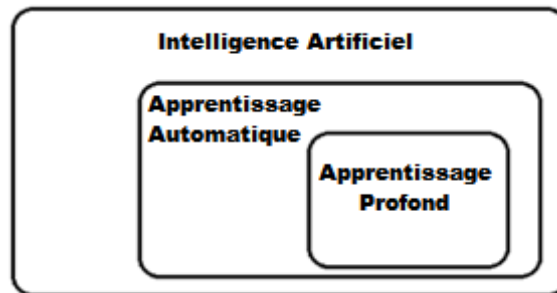 Intelligence Artificiel
Apprentissage
Automatique
Apprentissage
Profond